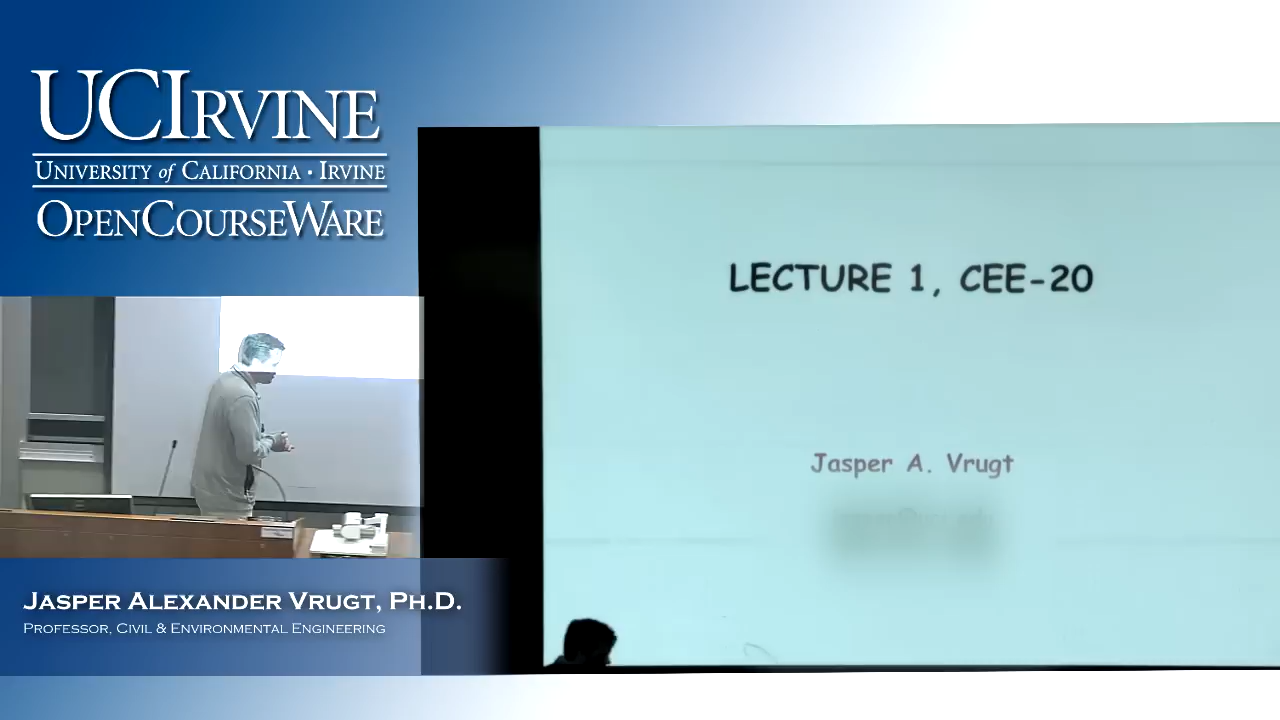 UCIRVINE
UNIVERSITY of CALIFORNIA · IRVINE
OPENCOURSEWARE
LECTURE 1, CEE-20
Jasper A. Vrugt
JASPER ALEXANDER VRUGT, PH.D.
PROFESSOR, CIVIL & ENVIRONMENTAL ENGINEERING